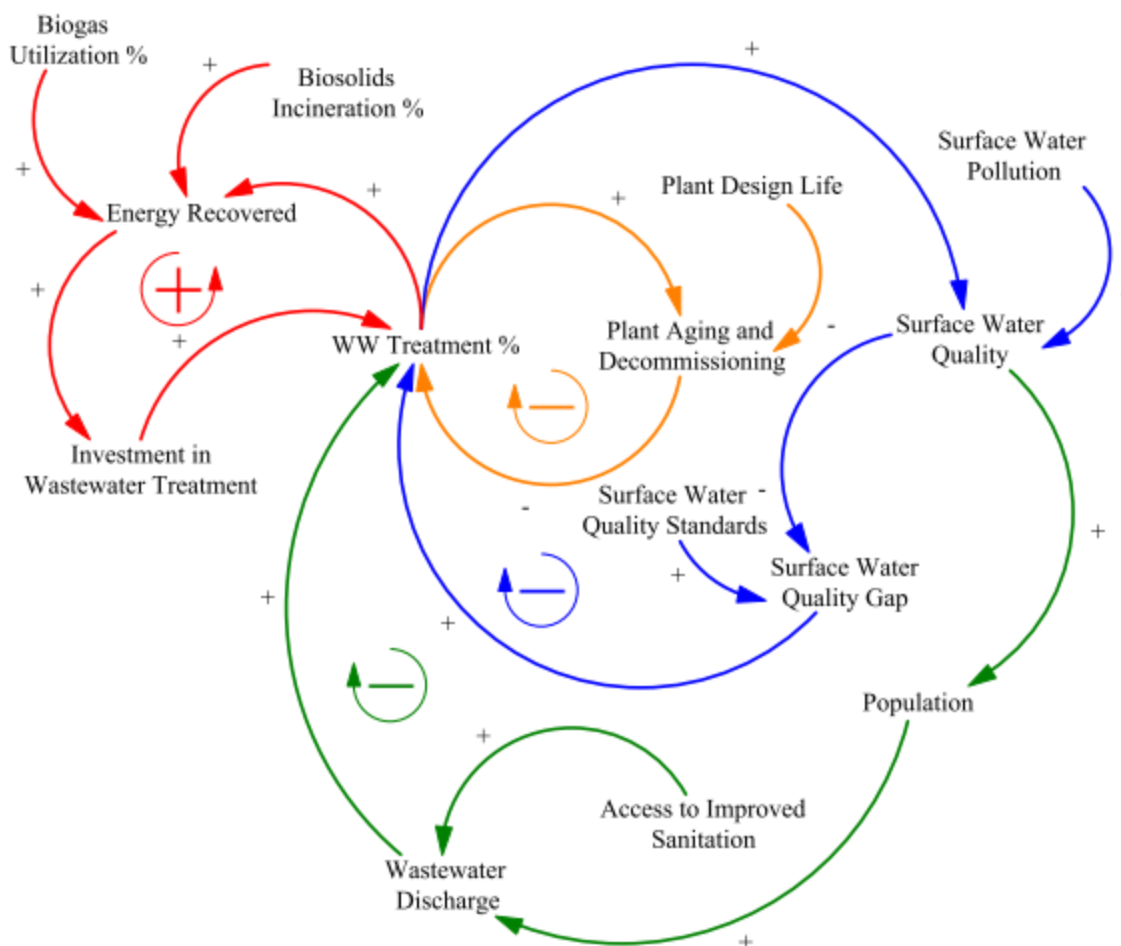 Biogas
Utilization %
+
Biosolids
Incineration %
+
Surface Water
Pollution
+
+
Plant Design Life
+
Energy Recovered
+
+
+
WW Treatment %
Plant Aging and
Decommissioning
-
Surface Water
Quality
Investment in
Wastewater Treatment
Surface Water
Quality Standards
-
-
+
Surface Water
Quality Gap
+
+
+
Population
+
Access to Improved
Sanitation
Wastewater
Discharge
+